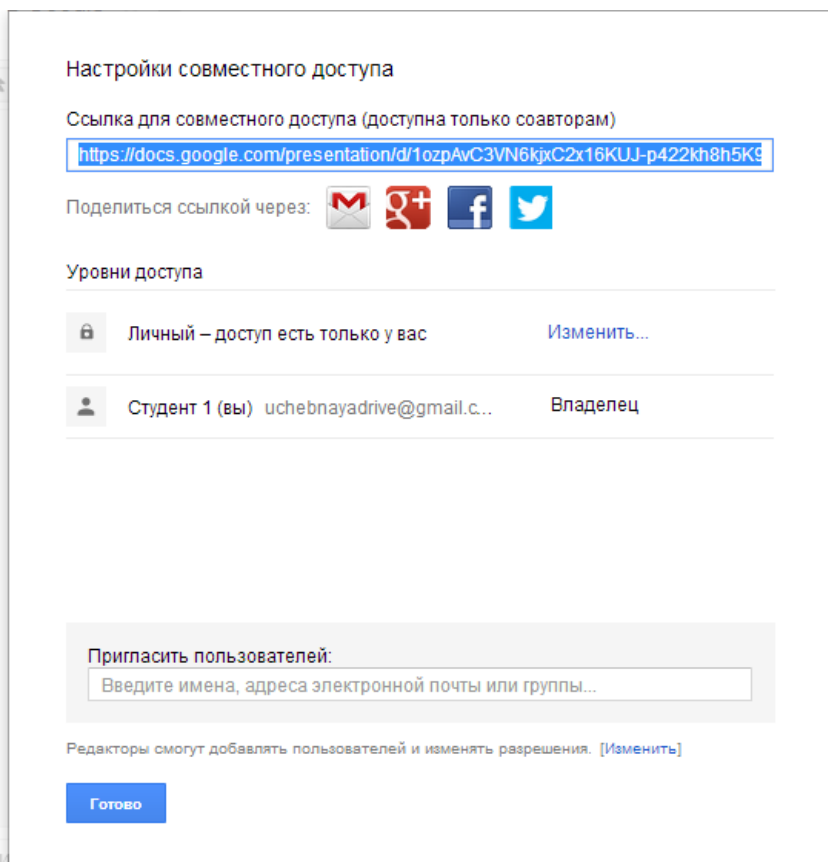 Настройки совместного доступа
Ссылка для совместного доступа (доступна только соавторам)
https://docs.google.com/presentation/d/1ozpAvC3VN6kjxC2x16KUJ-p422kh8h5K9
Поделиться ссылкой через:
Уровни доступа
Личный – доступ есть только у вас Изменить...
Студент 1 (вы) uchebnayadrive@gmail.c... Владелец
Пригласить пользователей:
Введите имена, адреса электронной почты или группы...
Редакторы смогут добавлять пользователей и изменять разрешения. [Изменить]
Готово